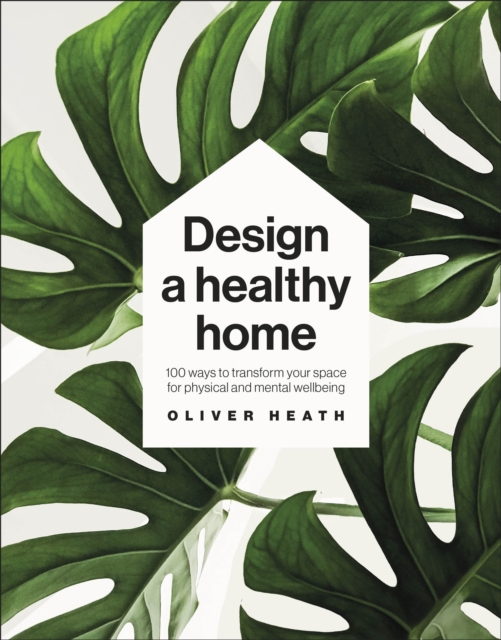 Design
a healthy
home
100 ways to transform your space
for physical and mental wellbeing
OLIVER HEATH